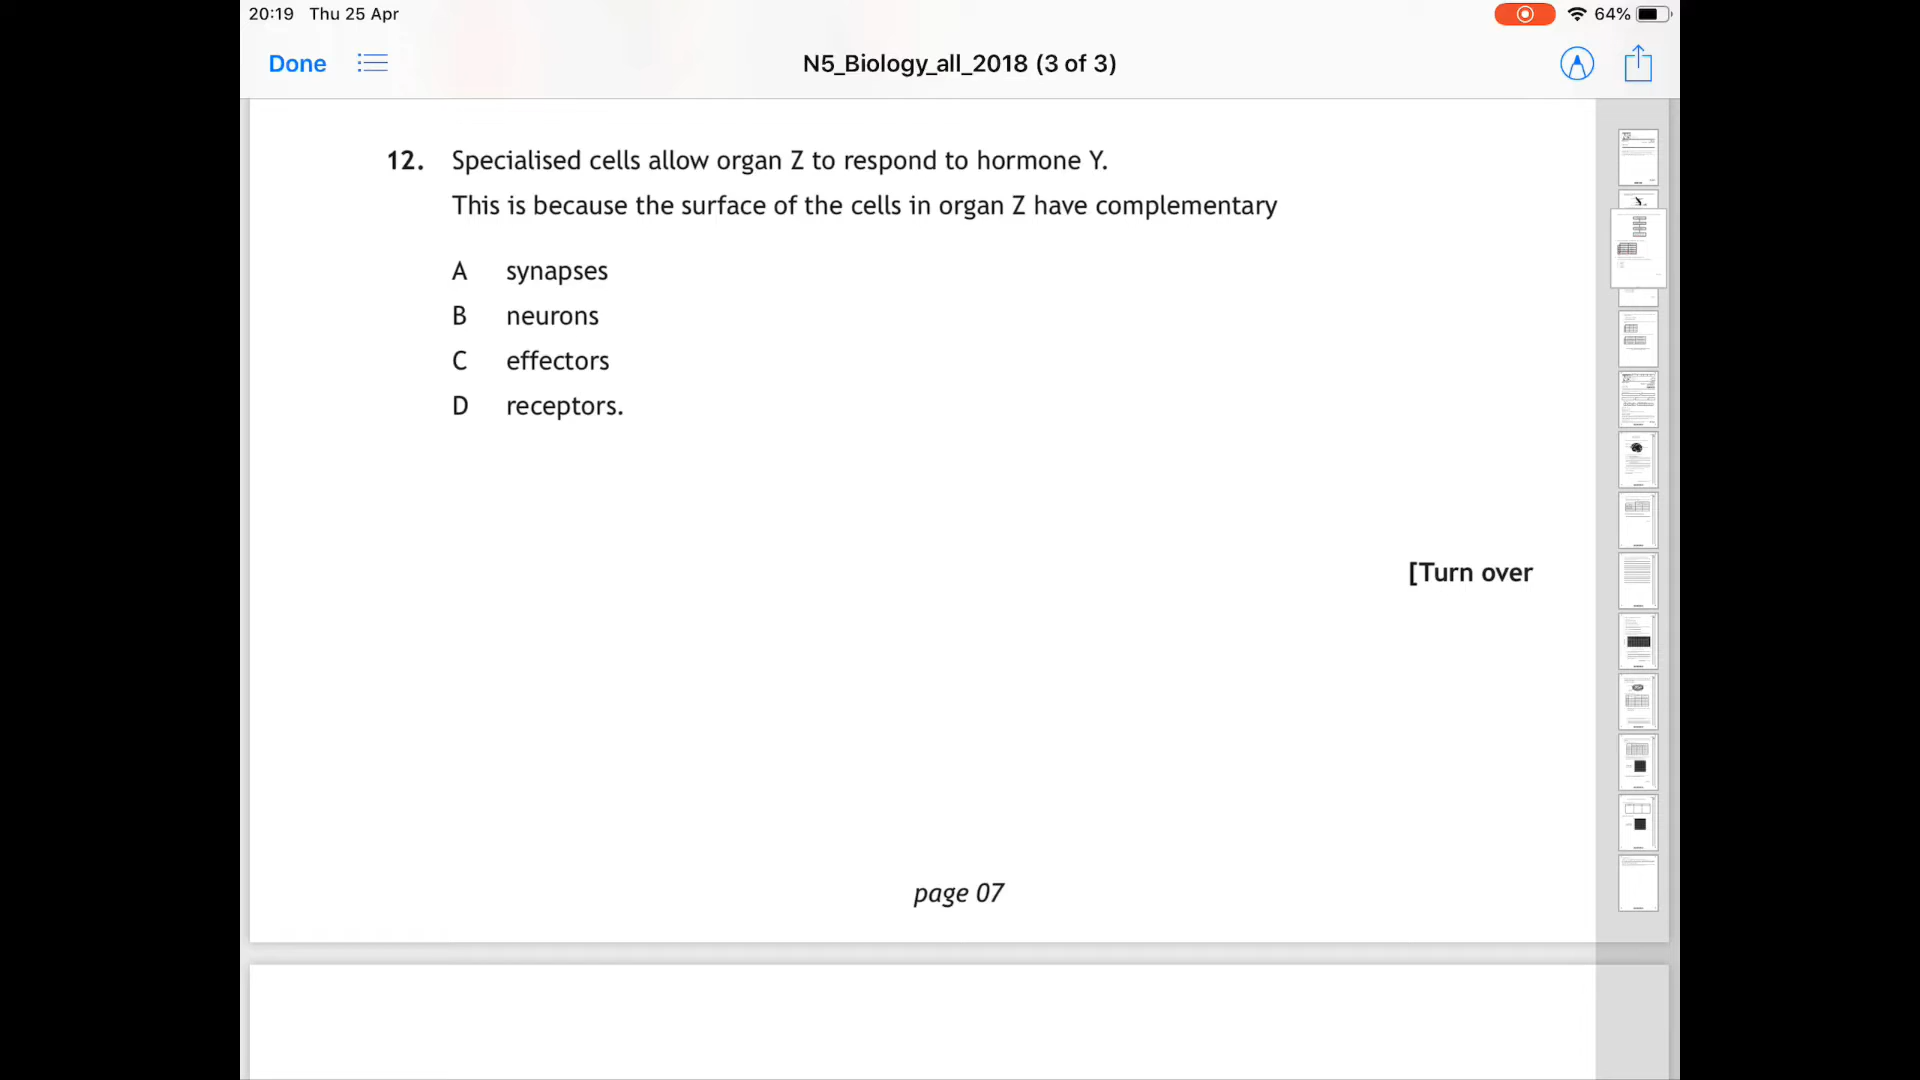 20:19 Thu 25 Apr
64%
Done
N5_Biology_all_2018 (3 of 3)
12. Specialised cells allow organ Z to respond to hormone Y.
This is because the surface of the cells in organ Z have complementary
A synapses
B neurons
C effectors
D receptors.
[Turn over
page 07